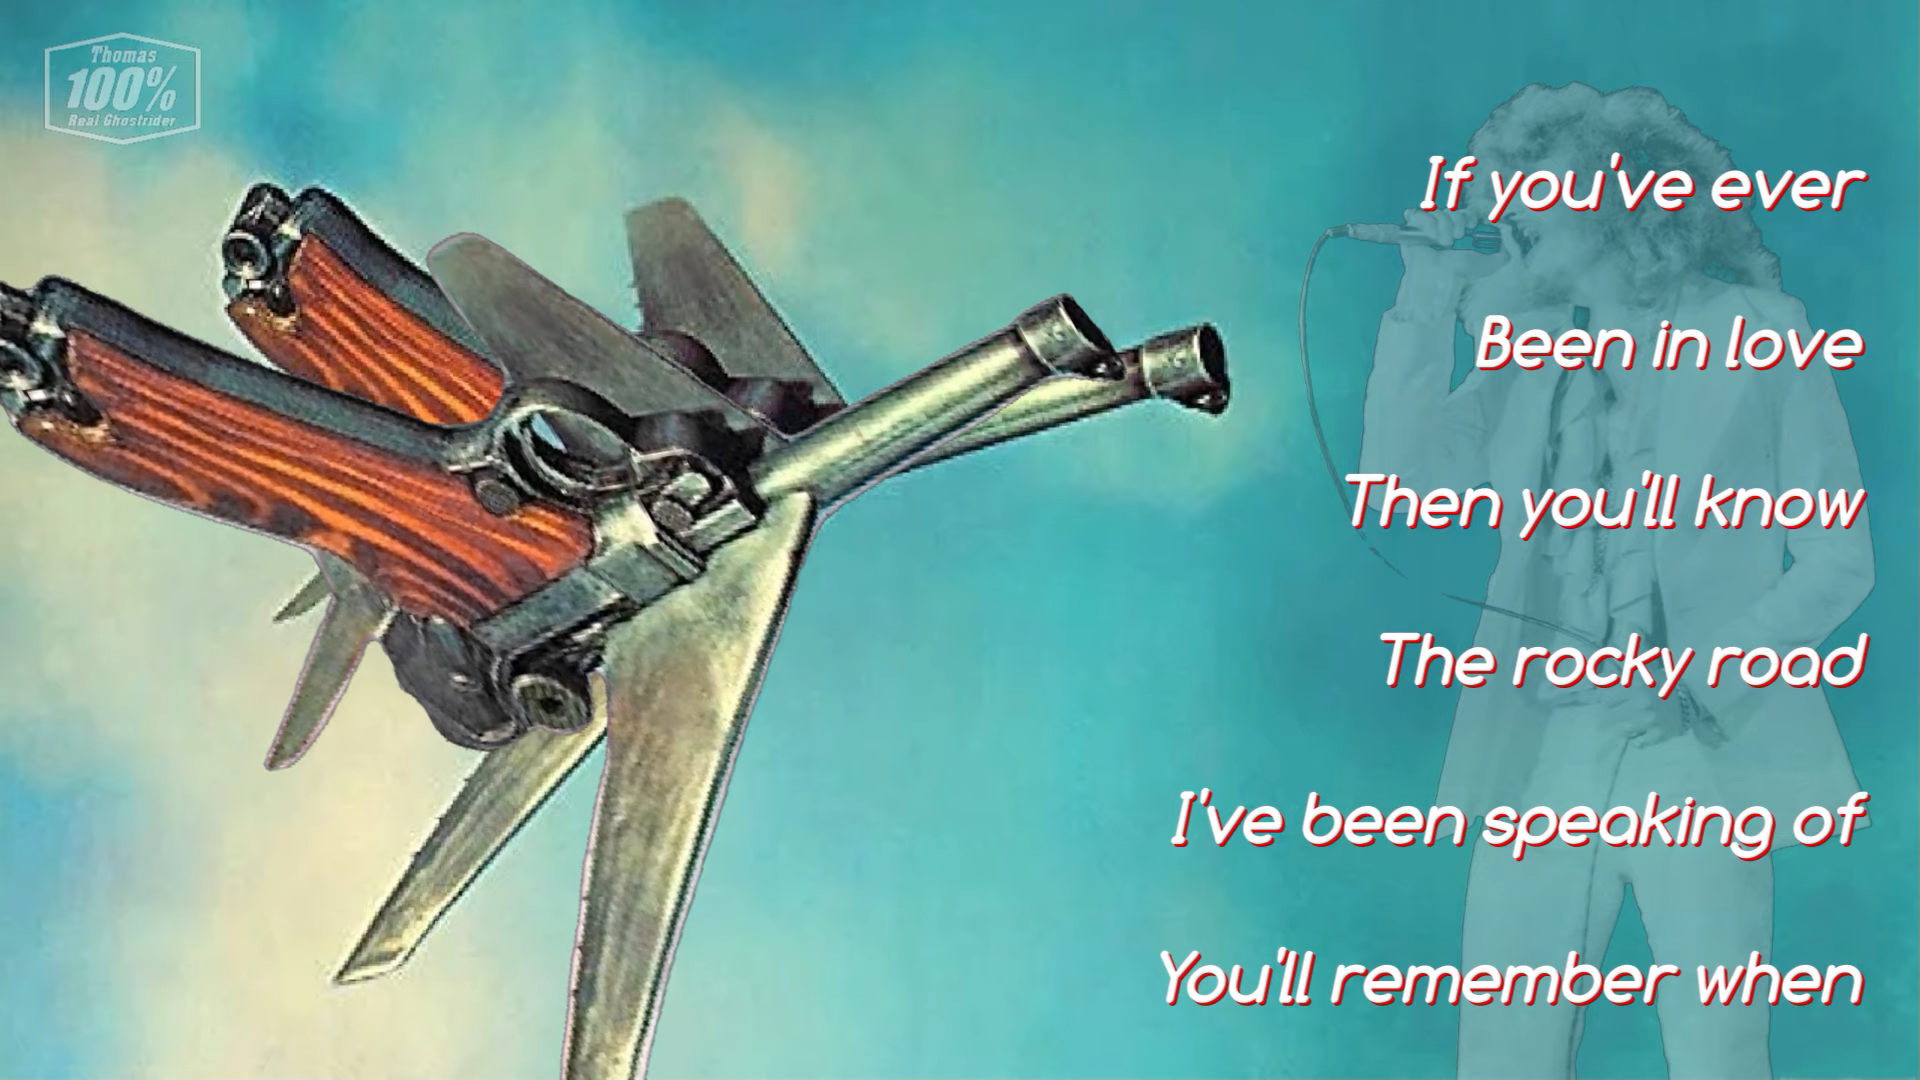 Thomas
100%
Real Ghostrider
If you've ever
Been in love
Then you'll know
The rocky road
I've been speaking of
You'll remember when